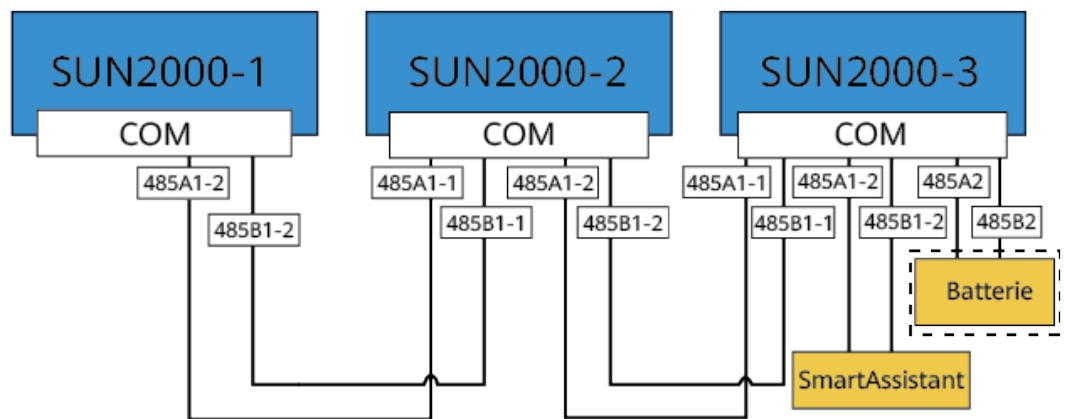 SUN2000-1
SUN2000-2
SUN2000-3
COM
COM
COM
485A1-2
485A1-1
485A1-2
485A1-1
485A1-2
485A2
485B1-2
485B1-1
485B1-2
485B1-1
485B1-2
485B2
Batterie
SmartAssistant